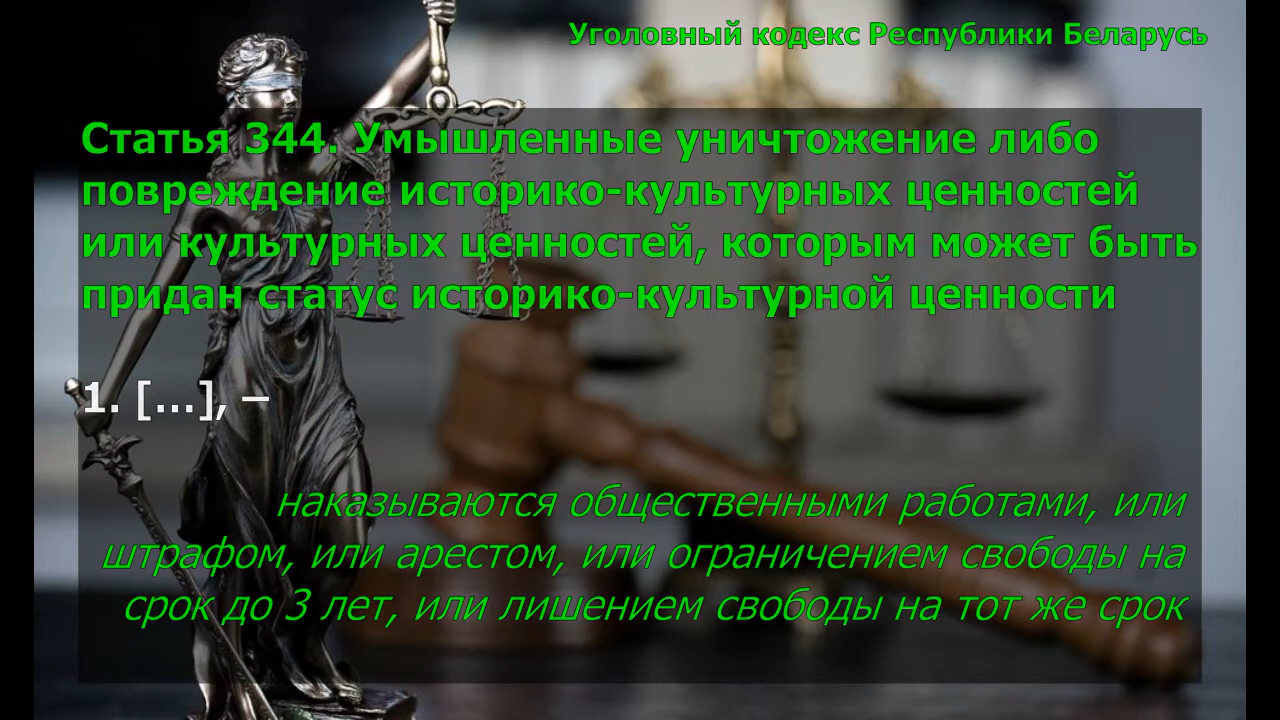 Уголовный кодекс Республики Беларусь
Статья 344. Умышленные уничтожение либо
повреждение историко-культурных ценностей
или культурных ценностей, которым может быть
придан статус историко-культурной ценности
1. [...], –
наказываются общественными работами, или
штрафом, или арестом, или ограничением свободы на
срок до 3 лет, или лишением свободы на тот же срок